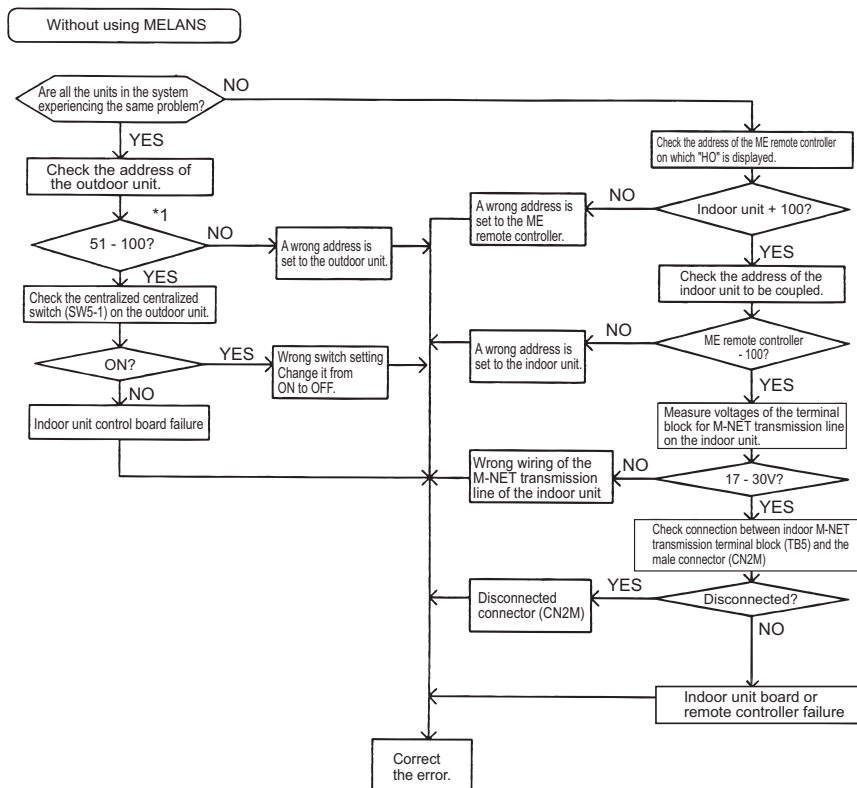 Without using MELANS
Are all the units in the system
experiencing the same problem?
NO
YES
Check the address of
the outdoor unit.
*1
51 - 100?
NO
A wrong address is
set to the outdoor unit.
YES
Check the centralized centralized
switch (SW5-1) on the outdoor unit.
ON?
YES
Wrong switch setting
Change it from
ON to OFF.
NO
Indoor unit control board failure
Check the address of the ME remote controller
on which "HO" is displayed.
Indoor unit + 100?
NO
A wrong address is
set to the ME
remote controller.
YES
Check the address of the
indoor unit to be coupled.
ME remote controller
- 100?
NO
A wrong address is
set to the indoor unit.
YES
Measure voltages of the terminal
block for M-NET transmission line
on the indoor unit.
17 - 30V?
NO
Wrong wiring of the
M-NET transmission
line of the indoor unit
YES
Check connection between indoor M-NET
transmission terminal block (TB5) and the
male connector (CN2M)
Disconnected?
YES
Disconnected
connector (CN2M)
NO
Indoor unit board or
remote controller failure
Correct
the error.